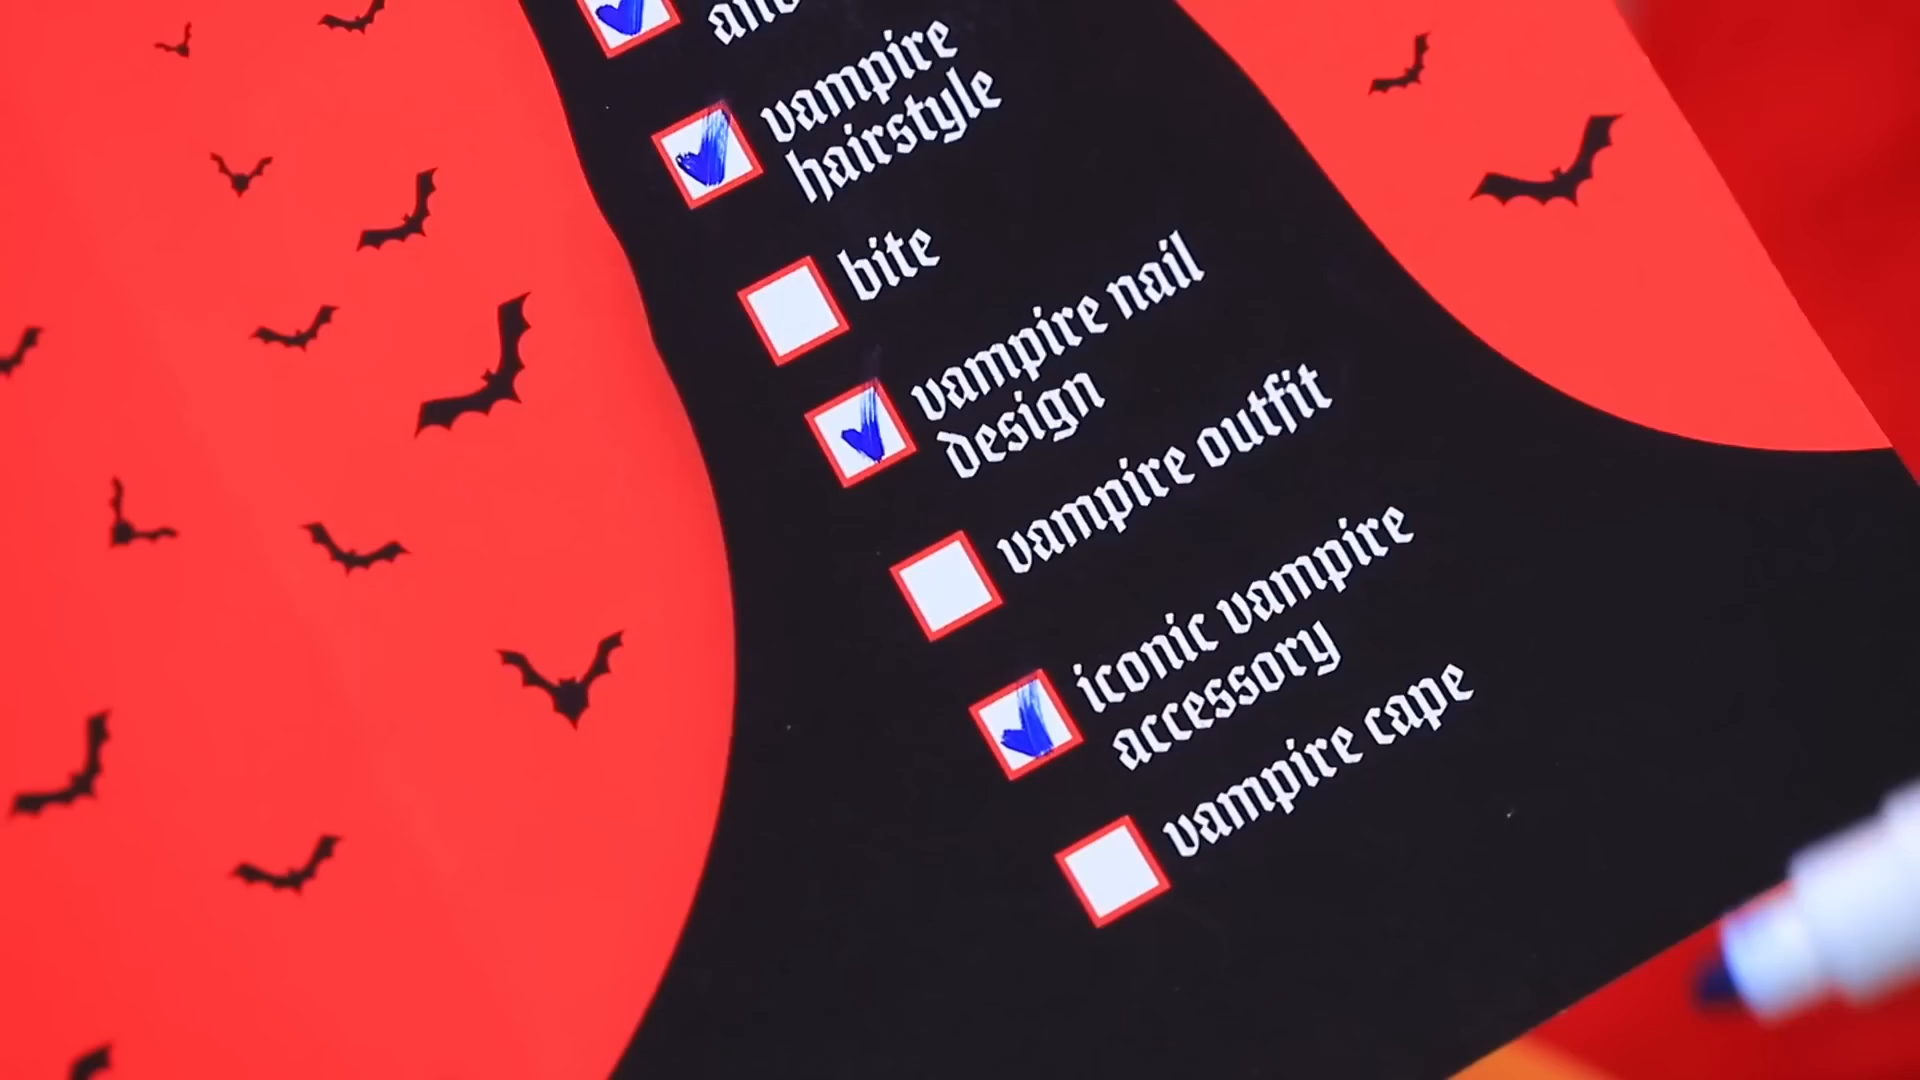 vampire
hairstyle
bite
vampire nail
design
vampire outfit
iconic vampire
accessory
vampire cape